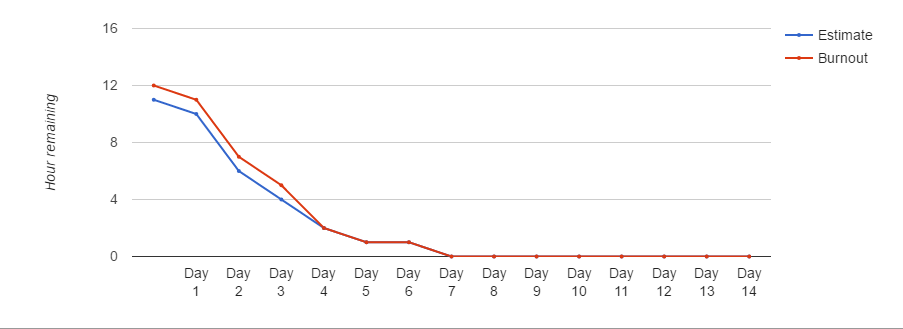 16
Estimate
Burnout
12
Hour remaining
8
4
0
Day Day Day Day Day Day Day Day Day Day Day Day Day Day
1 2 3 4 5 6 7 8 9 10 11 12 13 14